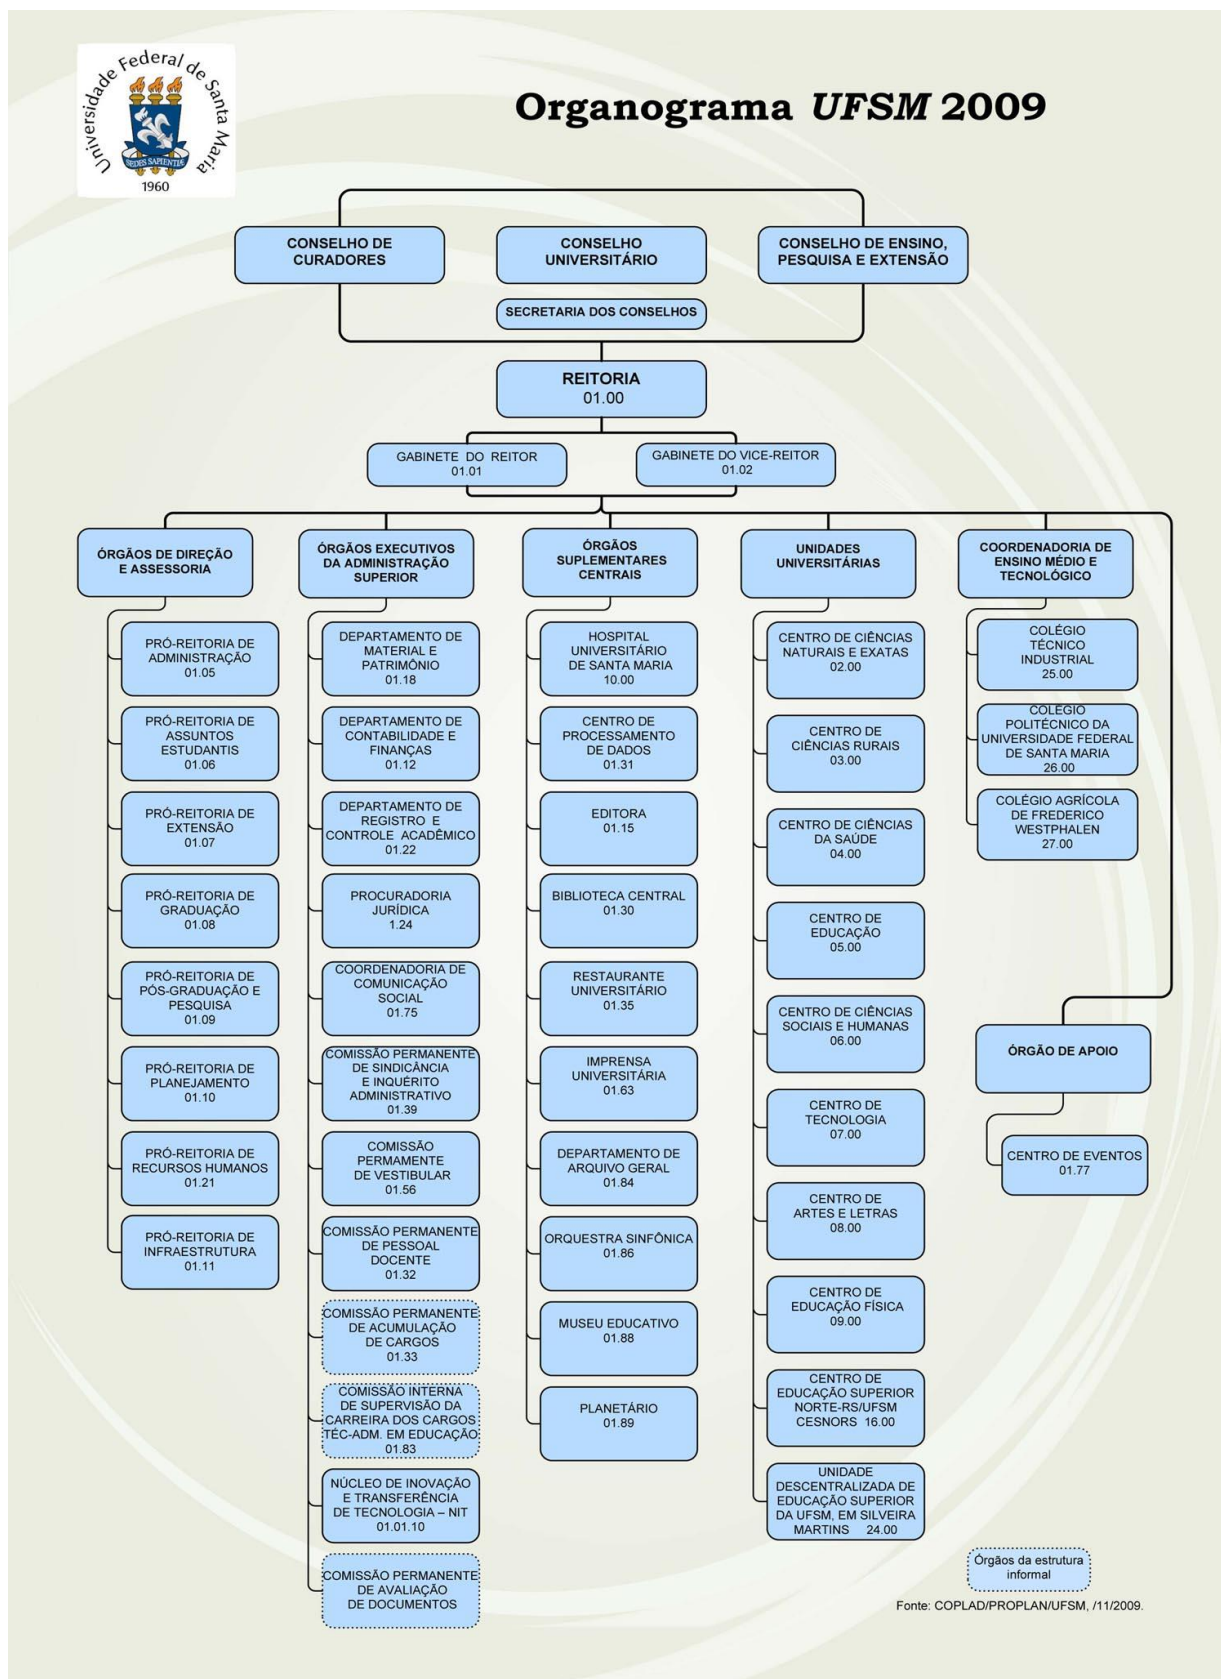 Universidade Federal de Santa Maria
SEDES SAPIENTIÆ
1960
Organograma UFSM 2009
CONSELHO DE
CURADORES
CONSELHO
UNIVERSITÁRIO
CONSELHO DE ENSINO,
PESQUISA E EXTENSÃO
SECRETARIA DOS CONSELHOS
REITORIA
01.00
GABINETE DO REITOR
01.01
GABINETE DO VICE-REITOR
01.02
ÓRGÃOS DE DIREÇÃO
E ASSESSORIA
PRÓ-REITORIA DE
ADMINISTRAÇÃO
01.05
PRÓ-REITORIA DE
ASSUNTOS
ESTUDANTIS
01.06
PRÓ-REITORIA DE
EXTENSÃO
01.07
PRÓ-REITORIA DE
GRADUAÇÃO
01.08
PRÓ-REITORIA DE
PÓS-GRADUAÇÃO E
PESQUISA
01.09
PRÓ-REITORIA DE
PLANEJAMENTO
01.10
PRÓ-REITORIA DE
RECURSOS HUMANOS
01.21
PRÓ-REITORIA DE
INFRAESTRUTURA
01.11
ÓRGÃOS EXECUTIVOS
DA ADMINISTRAÇÃO
SUPERIOR
DEPARTAMENTO DE
MATERIAL E
PATRIMÔNIO
01.18
DEPARTAMENTO DE
CONTABILIDADE E
FINANÇAS
01.12
DEPARTAMENTO DE
REGISTRO E
CONTROLE ACADÊMICO
01.22
PROCURADORIA
JURÍDICA
1.24
COORDENADORIA DE
COMUNICAÇÃO
SOCIAL
01.75
COMISSÃO PERMANENTE
DE SINDICÂNCIA
E INQUÉRITO
ADMINISTRATIVO
01.39
COMISSÃO
PERMAMENTE
DE VESTIBULAR
01.56
COMISSÃO PERMANENTE
DE PESSOAL
DOCENTE
01.32
COMISSÃO PERMANENTE
DE ACUMULAÇÃO
DE CARGOS
01.33
COMISSÃO INTERNA
DE SUPERVISÃO DA
CARREIRA DOS CARGOS
TÉC-ADM. EM EDUCAÇÃO
01.83
NÚCLEO DE INOVAÇÃO
E TRANSFERÊNCIA
DE TECNOLOGIA – NIT
01.01.10
COMISSÃO PERMANENTE
DE AVALIAÇÃO
DE DOCUMENTOS
ÓRGÃOS
SUPLEMENTARES
CENTRAIS
HOSPITAL
UNIVERSITÁRIO
DE SANTA MARIA
10.00
CENTRO DE
PROCESSAMENTO
DE DADOS
01.31
EDITORA
01.15
BIBLIOTECA CENTRAL
01.30
RESTAURANTE
UNIVERSITÁRIO
01.35
IMPRENSA
UNIVERSITÁRIA
01.63
DEPARTAMENTO DE
ARQUIVO GERAL
01.84
ORQUESTRA SINFÔNICA
01.86
MUSEU EDUCATIVO
01.88
PLANETÁRIO
01.89
UNIDADES
UNIVERSITÁRIAS
CENTRO DE CIÊNCIAS
NATURAIS E EXATAS
02.00
CENTRO DE
CIÊNCIAS RURAIS
03.00
CENTRO DE CIÊNCIAS
DA SAÚDE
04.00
CENTRO DE
EDUCAÇÃO
05.00
CENTRO DE CIÊNCIAS
SOCIAIS E HUMANAS
06.00
CENTRO DE
TECNOLOGIA
07.00
CENTRO DE
ARTES E LETRAS
08.00
CENTRO DE
EDUCAÇÃO FÍSICA
09.00
CENTRO DE
EDUCAÇÃO SUPERIOR
NORTE-RS/UFSM
CESNORS 16.00
UNIDADE
DESCENTRALIZADA DE
EDUCAÇÃO SUPERIOR
DA UFSM, EM SILVEIRA
MARTINS 24.00
COORDENADORIA DE
ENSINO MÉDIO E
TECNOLÓGICO
COLÉGIO
TÉCNICO
INDUSTRIAL
25.00
COLÉGIO
POLITÉCNICO DA
UNIVERSIDADE FEDERAL
DE SANTA MARIA
26.00
COLÉGIO AGRÍCOLA
DE FREDERICO
WESTPHALEN
27.00
ÓRGÃO DE APOIO
CENTRO DE EVENTOS
01.77
Órgãos da estrutura
informal
Fonte: COPLAD/PROPLAN/UFSM, /11/2009.